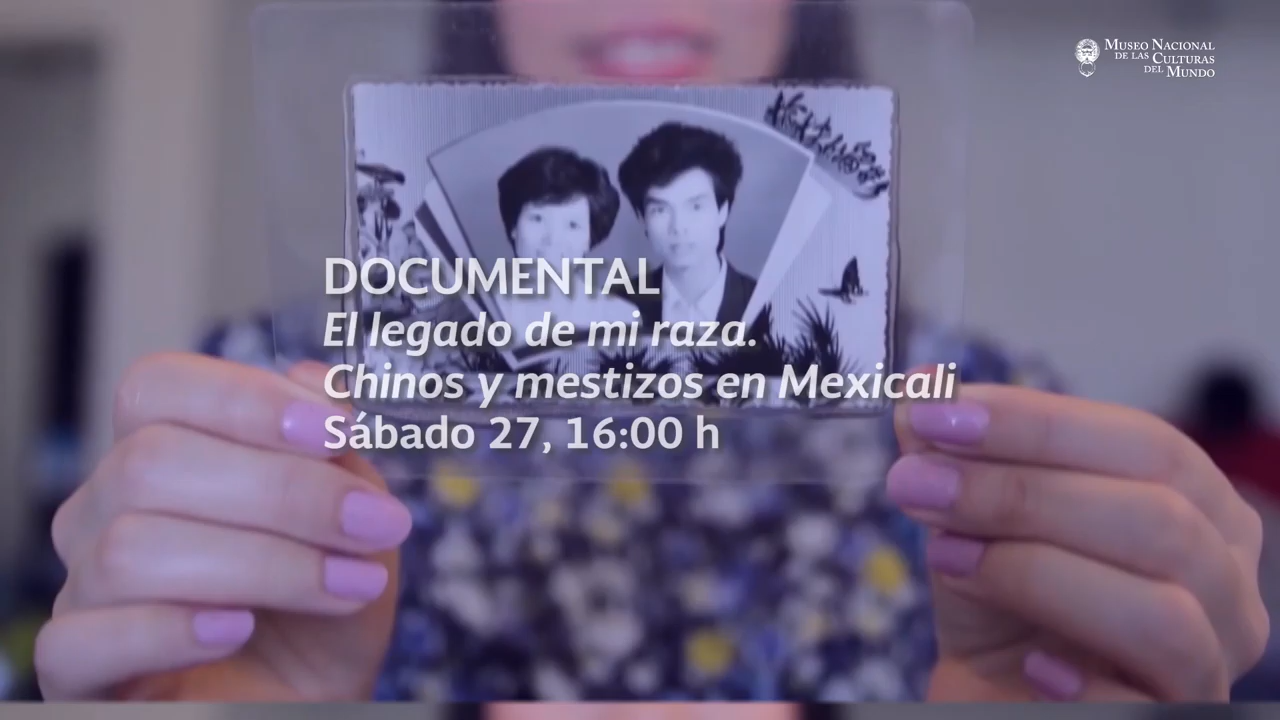 MUSEO NACIONAL
DE LAS CULTURAS
DEL MUNDO
DOCUMENTAL
El legado de mi raza.
Chinos y mestizos en Mexicali
Sábado 27, 16:00 h